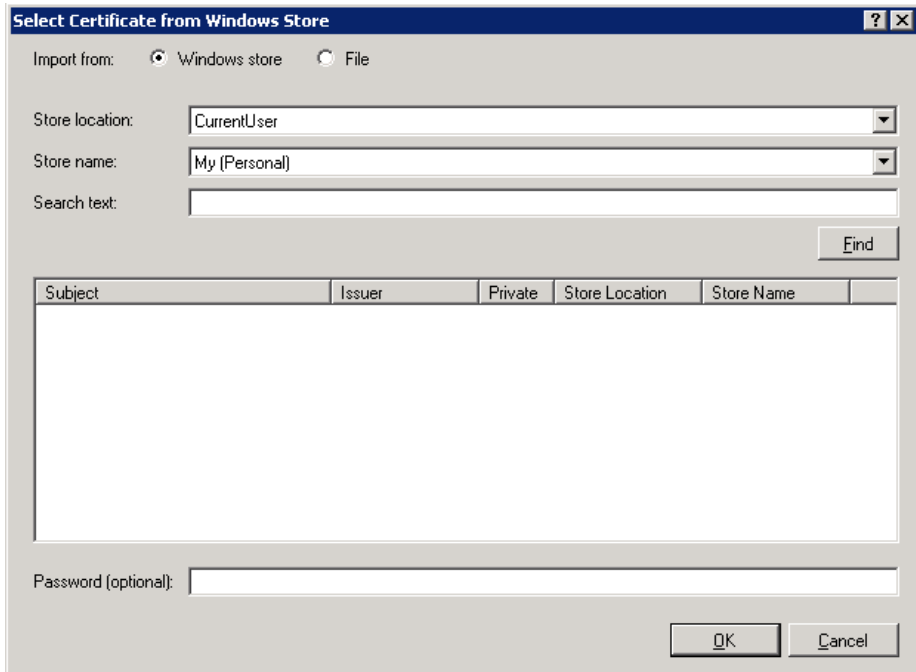 Select Certificate from Windows Store
Import from: Windows store File
Store location: CurrentUser
Store name: My (Personal)
Search text:
Find
Subject Issuer Private Store Location Store Name
Password (optional):
OK Cancel